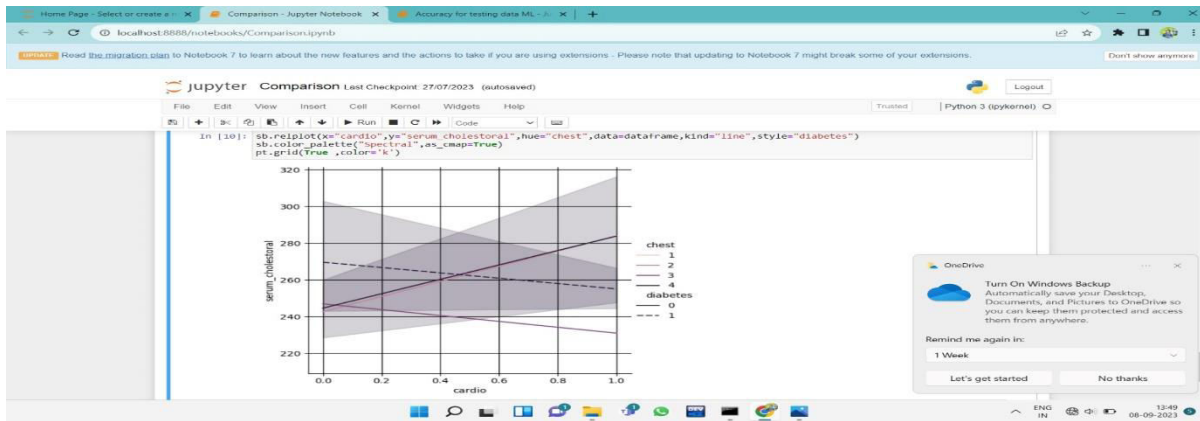 Home Page - Select or create a n
Comparison - Jupyter Notebook
Accuracy for testing data ML - Ju
localhost:8888/notebooks/Comparison.ipynb
UPDATE Read the migration plan to Notebook 7 to learn about the new features and the actions to take if you are using extensions - Please note that updating to Notebook 7 might break some of your extensions.
Don't show anymore
jupyter Comparison Last Checkpoint: 27/07/2023 (autosaved)
Logout
File Edit View Insert Cell Kernel Widgets Help
Trusted
Python 3 (ipykernel)
Run
Code
In [10]: sb.relplot(x="cardio",y="serum_cholestoral",hue="chest",data=dataframe,kind="line",style="diabetes")
sb.color_palette("Spectral",as_cmap=True)
pt.grid(True ,color='k')
320
300
280
260
240
220
serum_cholestoral
0.0 0.2 0.4 0.6 0.8 1.0
cardio
chest
1
2
3
4
diabetes
0
1
OneDrive
Turn On Windows Backup
Automatically save your Desktop,
Documents, and Pictures to OneDrive so
you can keep them protected and access
them from anywhere.
Remind me again in:
1 Week
Let's get started
No thanks
ENG
IN
13:49
08-09-2023